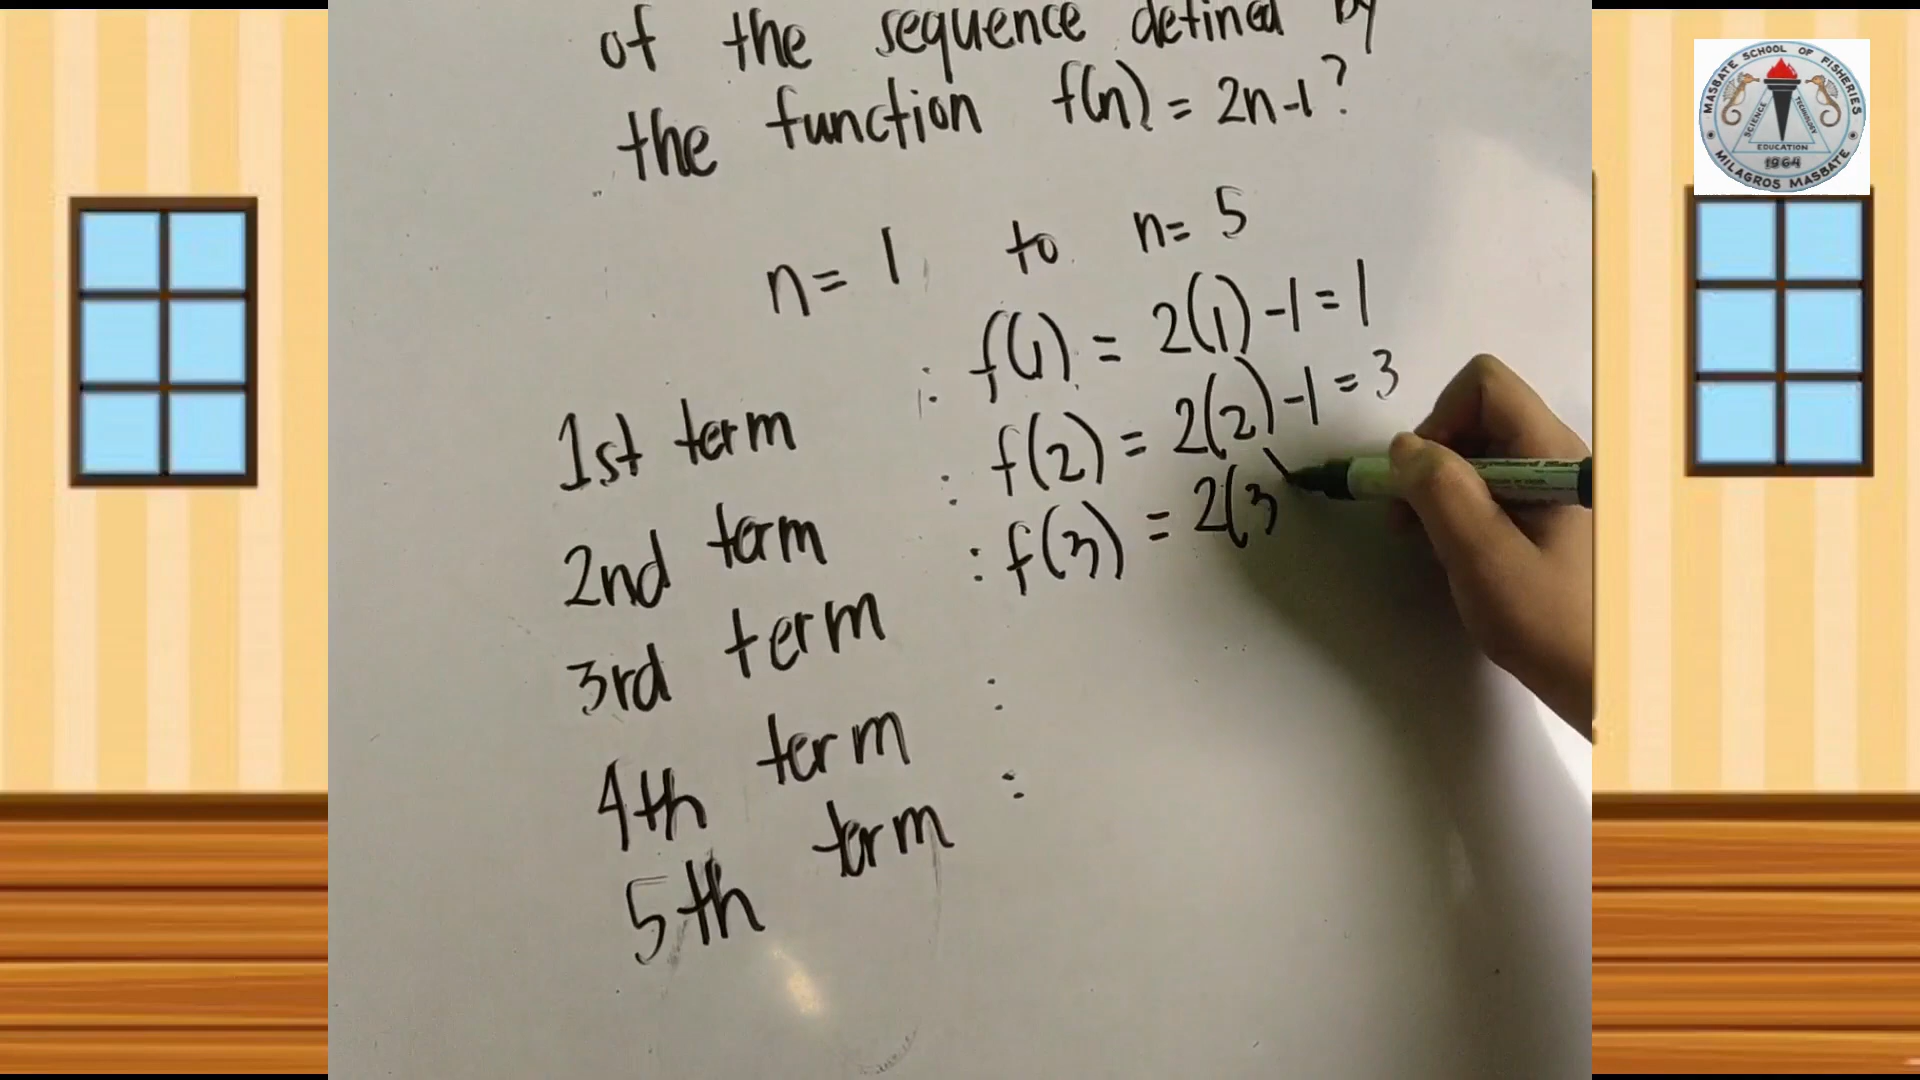 of the sequence defined by
the function f(n) = 2n-1?
n= 1 to n= 5
1st term : f(1) = 2(1) -1 = 1
2nd term : f(2) = 2(2) -1 = 3
3rd term : f(3) = 2(3)
4th term :
5th term :
MASBATE SCHOOL OF FISHERIES
SCIENCE TECHNOLOGY
EDUCATION
1964
MILAGROS MASBATE